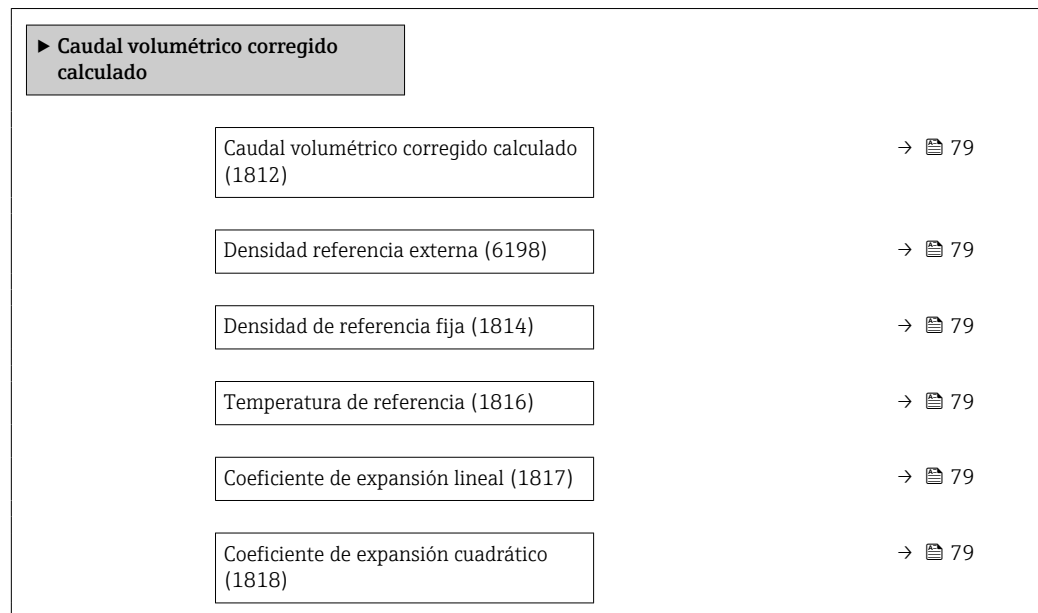 ▶ Caudal volumétrico corregido
calculado
Caudal volumétrico corregido calculado
(1812)
→ 79
Densidad referencia externa (6198)
→ 79
Densidad de referencia fija (1814)
→ 79
Temperatura de referencia (1816)
→ 79
Coeficiente de expansión lineal (1817)
→ 79
Coeficiente de expansión cuadrático
(1818)
→ 79